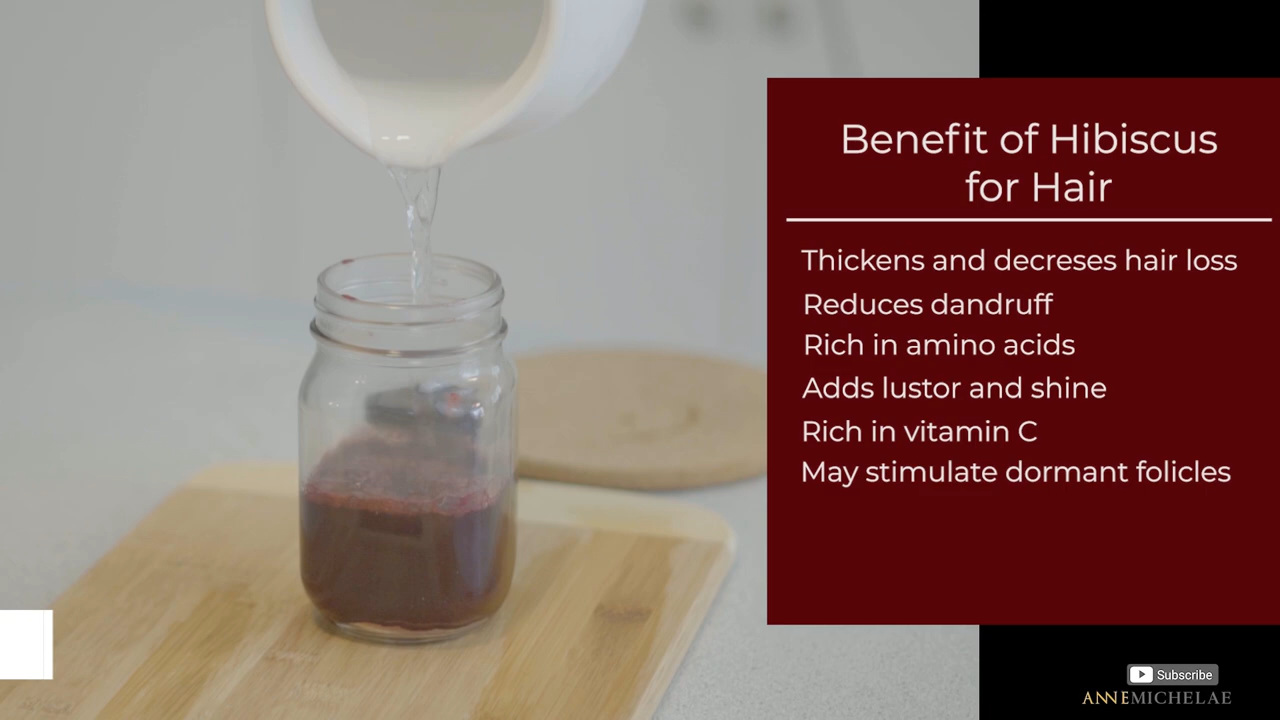 Benefit of Hibiscus
for Hair
Thickens and decreses hair loss
Reduces dandruff
Rich in amino acids
Adds lustor and shine
Rich in vitamin C
May stimulate dormant folicles
Subscribe
ANNEMICHELAE